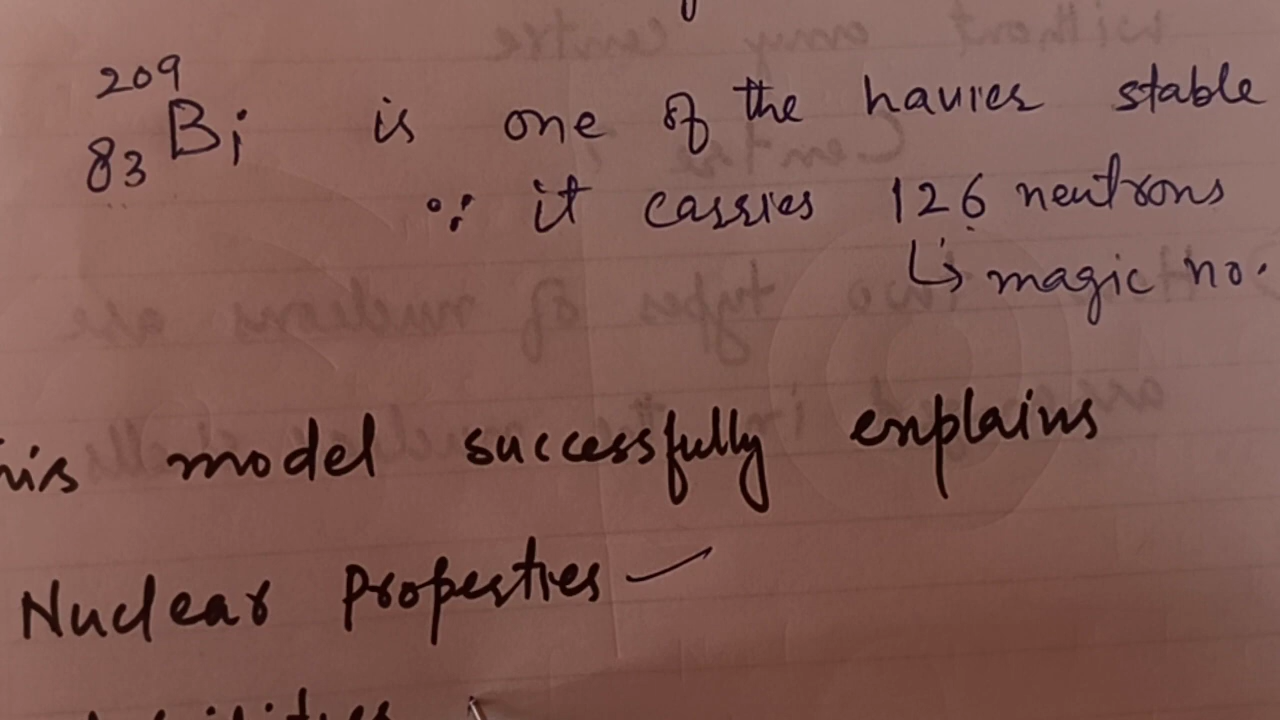 209
83 Bi is one of the havies stable
∵ it carries 126 neutrons
↳ magic no.
model successfully explains
Nuclear Properties —